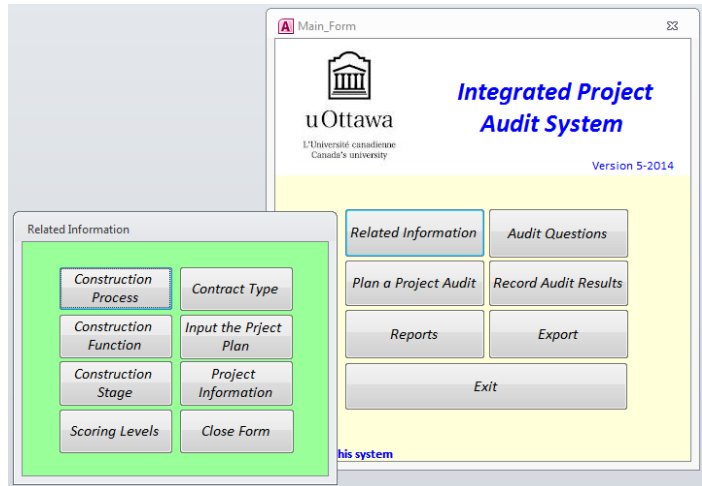 Main_Form
uOttawa
L'Université canadienne
Canada's university
Integrated Project
Audit System
Version 5-2014
Related Information
Audit Questions
Plan a Project Audit
Record Audit Results
Reports
Export
Exit
his system
Related Information
Construction
Process
Contract Type
Construction
Function
Input the Prject
Plan
Construction
Stage
Project
Information
Scoring Levels
Close Form